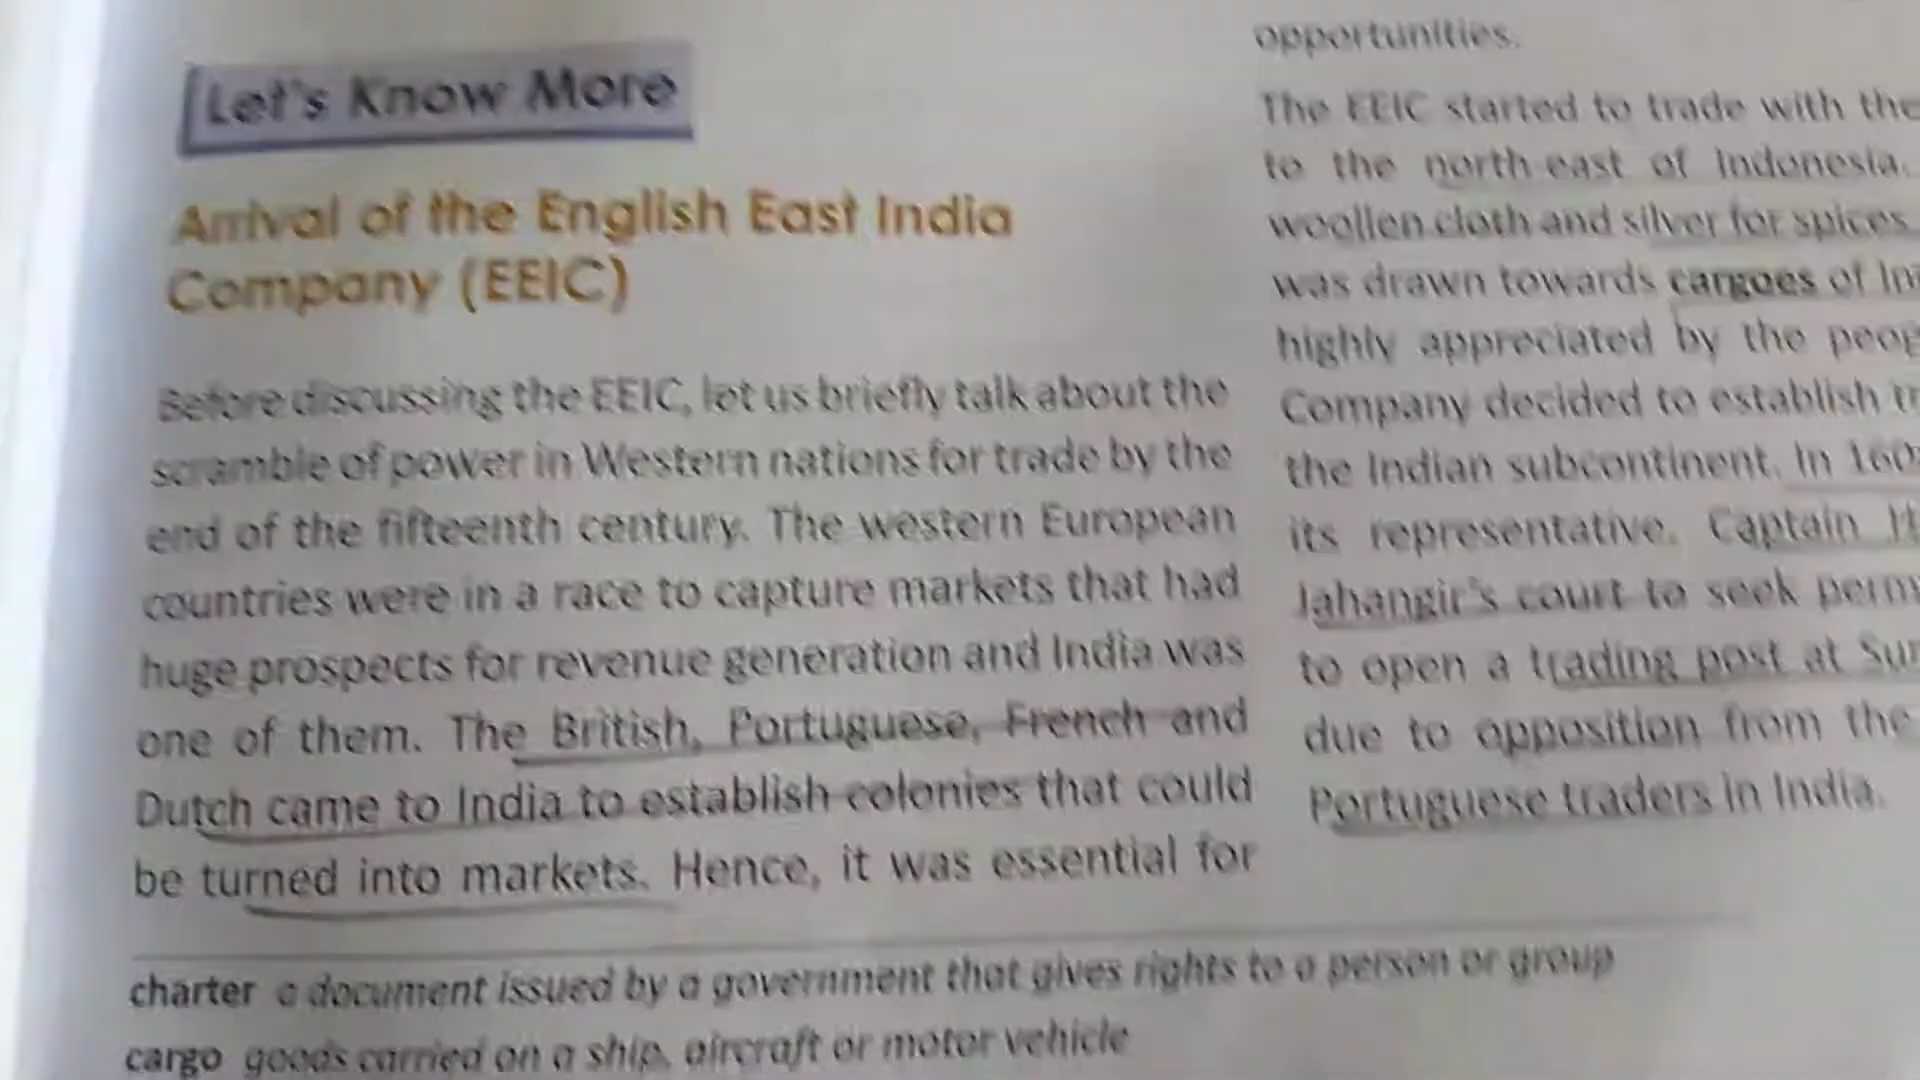 Let's Know More
Arrival of the English East India
Company (EEIC)
Before discussing the EEIC, let us briefly talk about the
scramble of power in Western nations for trade by the
end of the fifteenth century. The western European
countries were in a race to capture markets that had
huge prospects for revenue generation and India was
one of them. The British, Portuguese, French and
Dutch came to India to establish colonies that could
be turned into markets. Hence, it was essential for
opportunities.
The EEIC started to trade with the
to the north-east of Indonesia.
woollen cloth and silver for spices.
was drawn towards cargoes of
highly appreciated by the
Company decided to establish
the Indian subcontinent. In
its representative, Captain
Jahangir's court to seek
to open a trading post at
due to opposition from the
Portuguese traders in India.
charter a document issued by a government that gives rights to a person or group
cargo goods carried on a ship, aircraft or motor vehicle